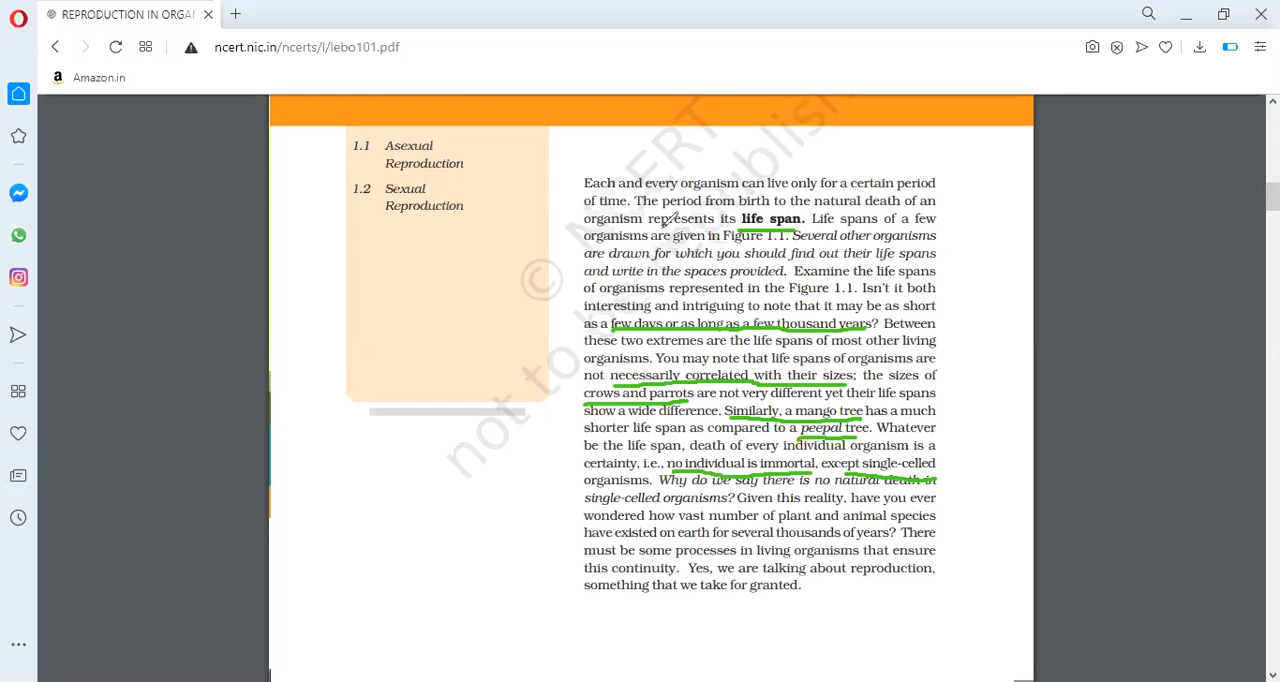 REPRODUCTION IN ORGA
ncert.nic.in/ncerts/l/lebo101.pdf
a Amazon.in
1.1 Asexual
Reproduction
1.2 Sexual
Reproduction
Each and every organism can live only for a certain period
of time. The period from birth to the natural death of an
organism represents its life span. Life spans of a few
organisms are given in Figure 1.1. Several other organisms
are drawn for which you should find out their life spans
and write in the spaces provided. Examine the life spans
of organisms represented in the Figure 1.1. Isn't it both
interesting and intriguing to note that it may be as short
as a few days or as long as a few thousand years? Between
these two extremes are the life spans of most other living
organisms. You may note that life spans of organisms are
not necessarily correlated with their sizes; the sizes of
crows and parrots are not very different yet their life spans
show a wide difference. Similarly, a mango tree has a much
shorter life span as compared to a peepal tree. Whatever
be the life span, death of every individual organism is a
certainty, i.e., no individual is immortal, except single-celled
organisms. Why do we say there is no natural death in
single-celled organisms? Given this reality, have you ever
wondered how vast number of plant and animal species
have existed on earth for several thousands of years? There
must be some processes in living organisms that ensure
this continuity. Yes, we are talking about reproduction,
something that we take for granted.
© NCERT
not to be republish